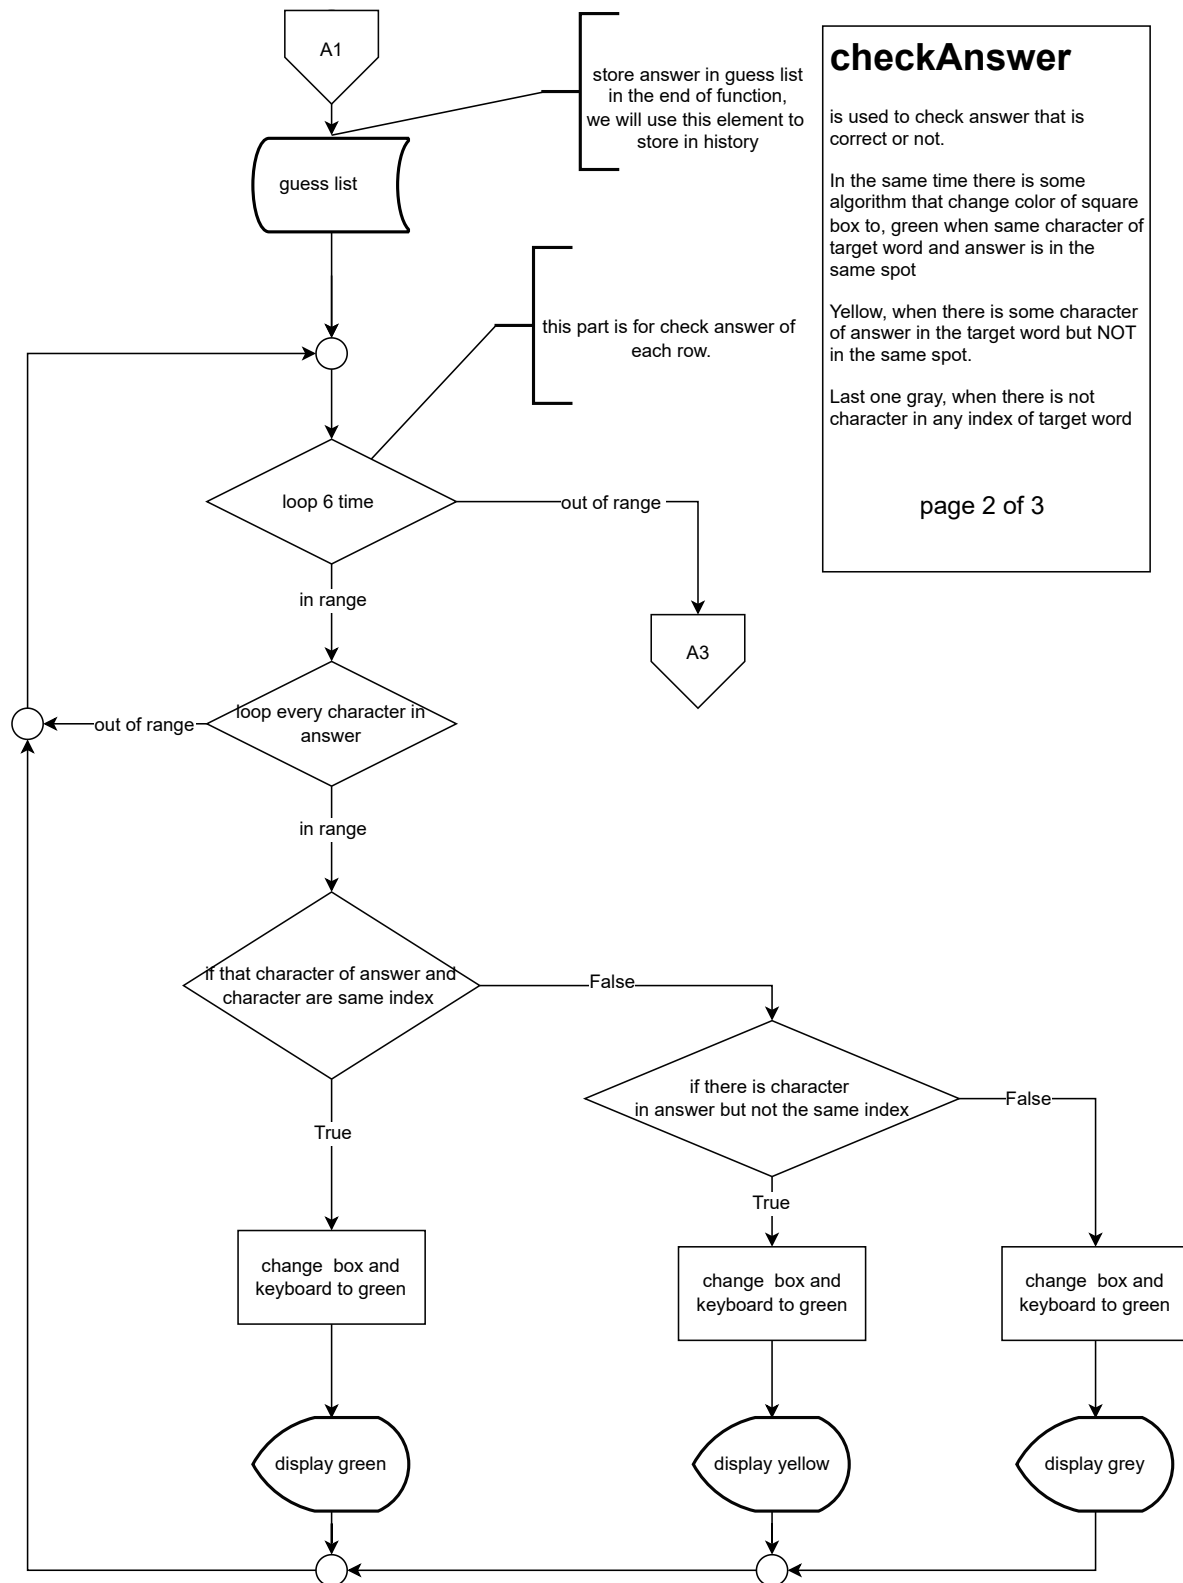 A1
store answer in guess list
in the end of function,
we will use this element to
store in history
guess list
this part is for check answer of
each row.
checkAnswer
is used to check answer that is
correct or not.
In the same time there is some
algorithm that change color of square
box to, green when same character of
target word and answer is in the
same spot
Yellow, when there is some character
of answer in the target word but NOT
in the same spot.
Last one gray, when there is not
character in any index of target word
page 2 of 3
loop 6 time
out of range
in range
A3
loop every character in
answer
out of range
in range
if that character of answer and
character are same index
False
if there is character
in answer but not the same index
False
True
True
change  box and
keyboard to green
change  box and
keyboard to green
change  box and
keyboard to green
display green
display yellow
display grey